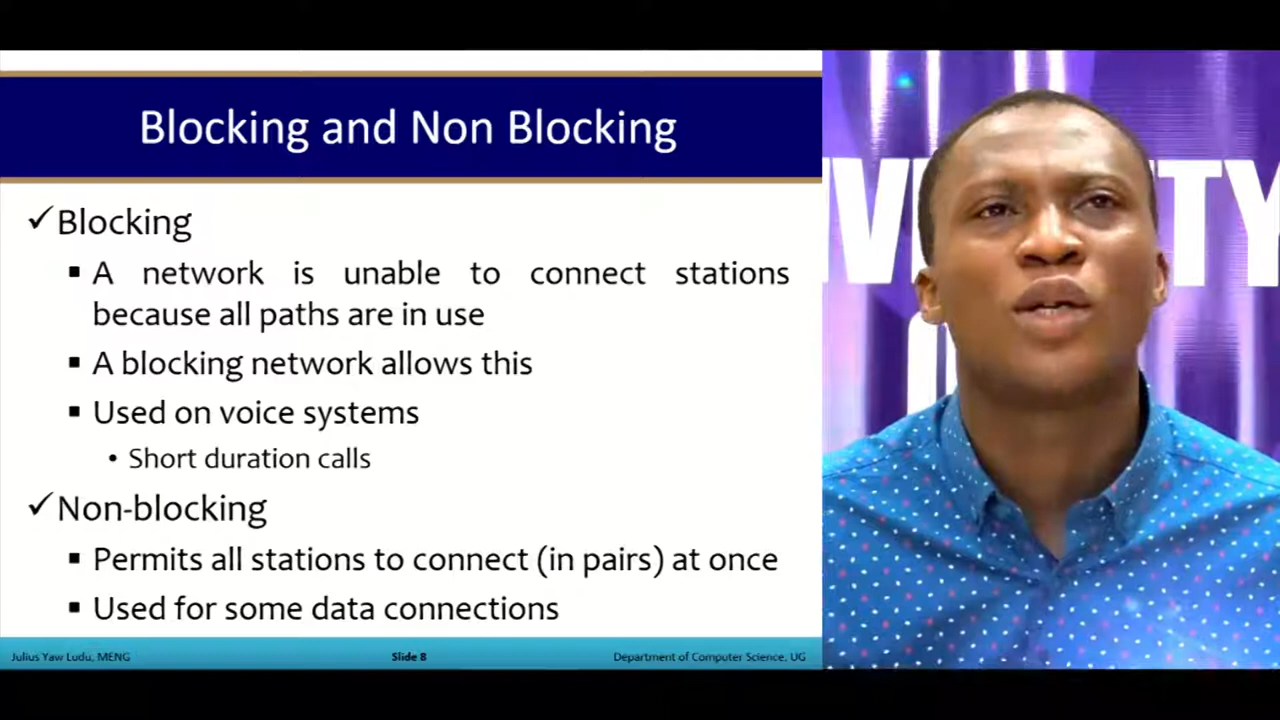 Blocking and Non Blocking
✓Blocking
▪ A network is unable to connect stations
because all paths are in use
▪ A blocking network allows this
▪ Used on voice systems
• Short duration calls
✓Non-blocking
▪ Permits all stations to connect (in pairs) at once
▪ Used for some data connections
Julius Yaw Ludu, MENG Slide 8 Department of Computer Science, UG